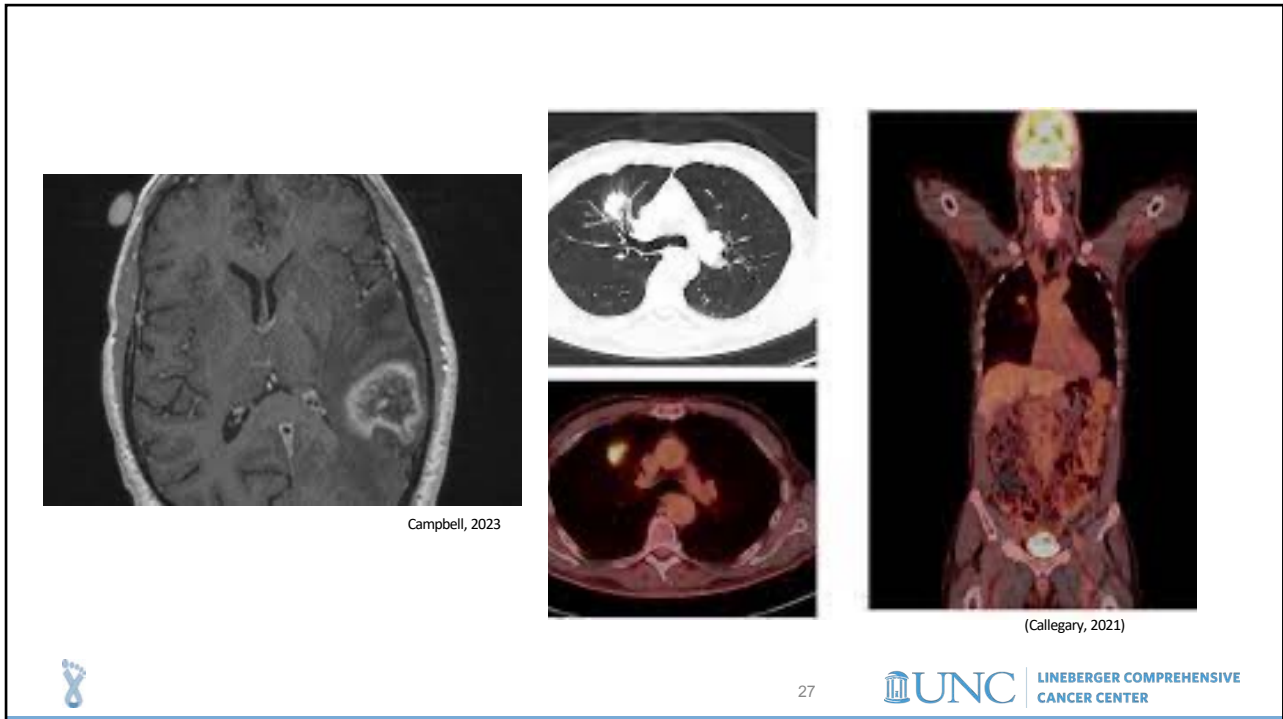 Campbell, 2023
(Callegary, 2021)
27
UNC
LINEBERGER COMPREHENSIVE
CANCER CENTER